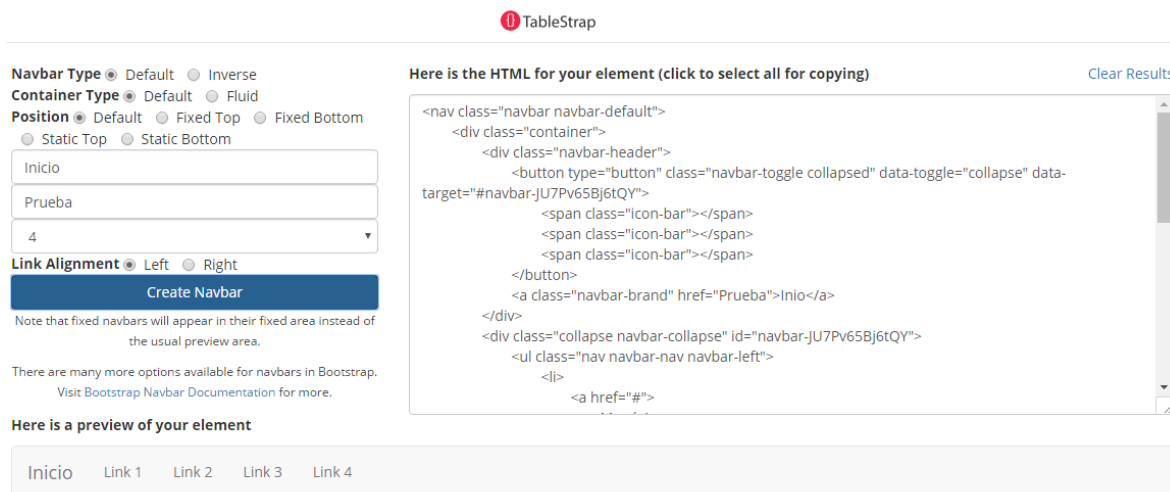 {} TableStrap
Navbar Type Default Inverse
Container Type Default Fluid
Position Default Fixed Top Fixed Bottom
Static Top Static Bottom
Inicio
Prueba
4
Link Alignment Left Right
Create Navbar
Note that fixed navbars will appear in their fixed area instead of
the usual preview area.
There are many more options available for navbars in Bootstrap.
Visit Bootstrap Navbar Documentation for more.
Here is the HTML for your element (click to select all for copying)
Clear Results
<nav class="navbar navbar-default">
<div class="container">
<div class="navbar-header">
<button type="button" class="navbar-toggle collapsed" data-toggle="collapse" data-
target="#navbar-JU7Pv65Bj6tQY">
<span class="icon-bar"></span>
<span class="icon-bar"></span>
<span class="icon-bar"></span>
</button>
<a class="navbar-brand" href="Prueba">Inio</a>
</div>
<div class="collapse navbar-collapse" id="navbar-JU7Pv65Bj6tQY">
<ul class="nav navbar-nav navbar-left">
<li>
<a href="#">
Here is a preview of your element
Inicio Link 1 Link 2 Link 3 Link 4